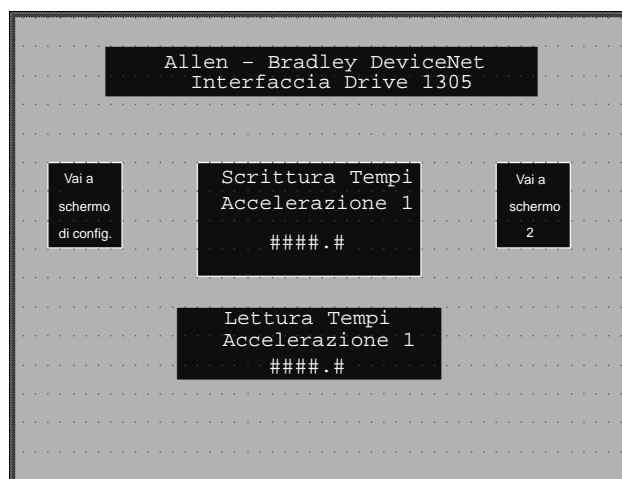 Allen - Bradley DeviceNet
Interfaccia Drive 1305
Vai a
schermo
di config.
Scrittura Tempi
Accelerazione 1
####.#
Vai a
schermo
2
Lettura Tempi
Accelerazione 1
####.#